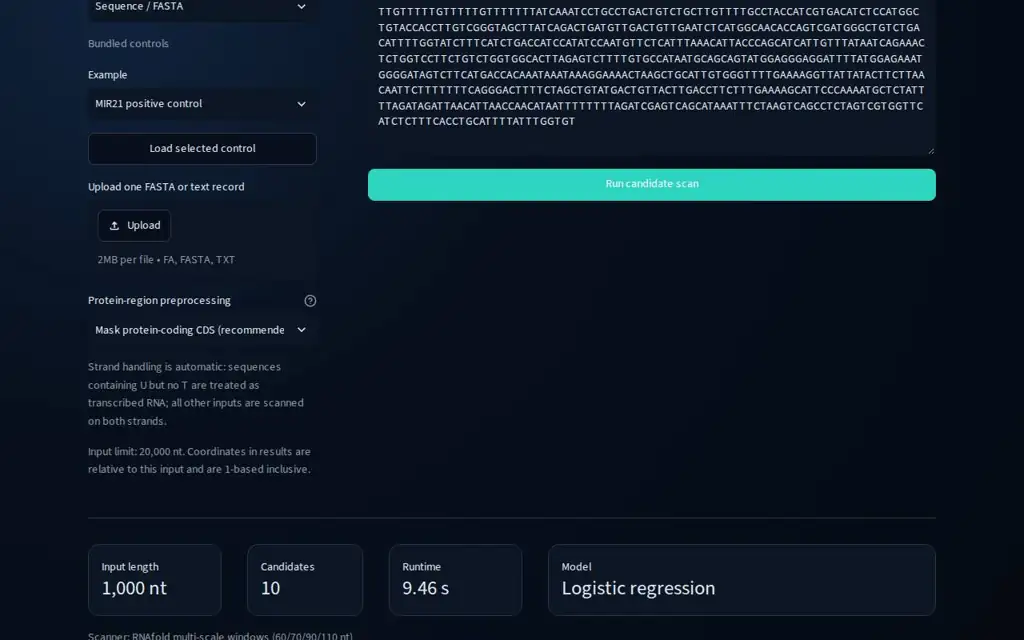 Sequence / FASTA
Bundled controls
Example
MIR21 positive control
Load selected control
Upload one FASTA or text record
Upload
2MB per file • FA, FASTA, TXT
Protein-region preprocessing
Mask protein-coding CDS (recommende
Strand handling is automatic: sequences
containing U but no T are treated as
transcribed RNA; all other inputs are scanned
on both strands.
Input limit: 20,000 nt. Coordinates in results are
relative to this input and are 1-based inclusive.
TTGTTTTTGTTTTTGTTTTTTTATCAAATCCTGCCTGACTGTCTGCTTGTTTTGCCTACCATCGTGACATCTCCATGGC
TGTACCACCTTGTCGGGTAGCTTATCAGACTGATGTTGACTGTTGAATCTCATGGCAACACCAGTCGATGGGCTGTCTGA
CATTTTGGTATCTTTCATCTGACCATCCATATCCAATGTTCTCATTTAAACATTACCCAGCATCATTGTTTATAATCAGAAAC
TCTGGTCCTTCTGTCTGGTGGCACTTAGAGTCTTTTGTGCCATAATGCAGCAGTATGGAGGGAGGATTTTATGGAGAAAT
GGGGATAGTCTTCATGACCACAAATAAATAAAGGAAAACTAAGCTGCATTGTGGGTTTTGAAAAGGTTATTATACTTCTTAA
CAATTCTTTTTTTCAGGGACTTTTCTAGCTGTATGACTGTTACTTGACCTTCTTTGAAAAGCATTCCCAAAATGCTCTATT
TTAGATAGATTAACATTAACCAACATAATTTTTTTTAGATCGAGTCAGCATAAATTTCTAAGTCAGCCTCTAGTCGTGGTTC
ATCTCTTTCACCTGCATTTTATTTGGTGT
Run candidate scan
Input length
1,000 nt
Candidates
10
Runtime
9.46 s
Model
Logistic regression
Scanner: RNAfold multi-scale windows (60/70/90/110 nt)